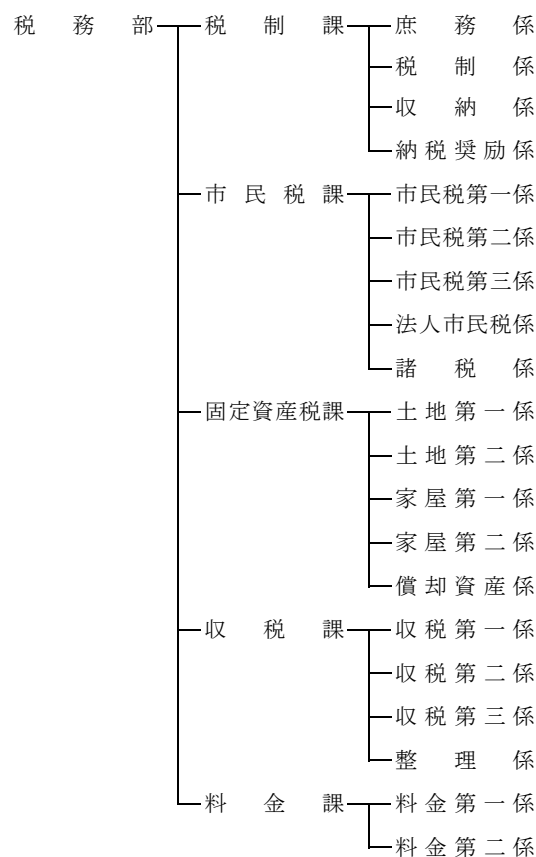 税務部 税制課 庶務係
税制係
収納係
納税奨励係
市民税課 市民税第一係
市民税第二係
市民税第三係
法人市民税係
諸税係
固定資産税課 土地第一係
土地第二係
家屋第一係
家屋第二係
償却資産係
収税課 収税第一係
収税第二係
収税第三係
整理係
料金課 料金第一係
料金第二係